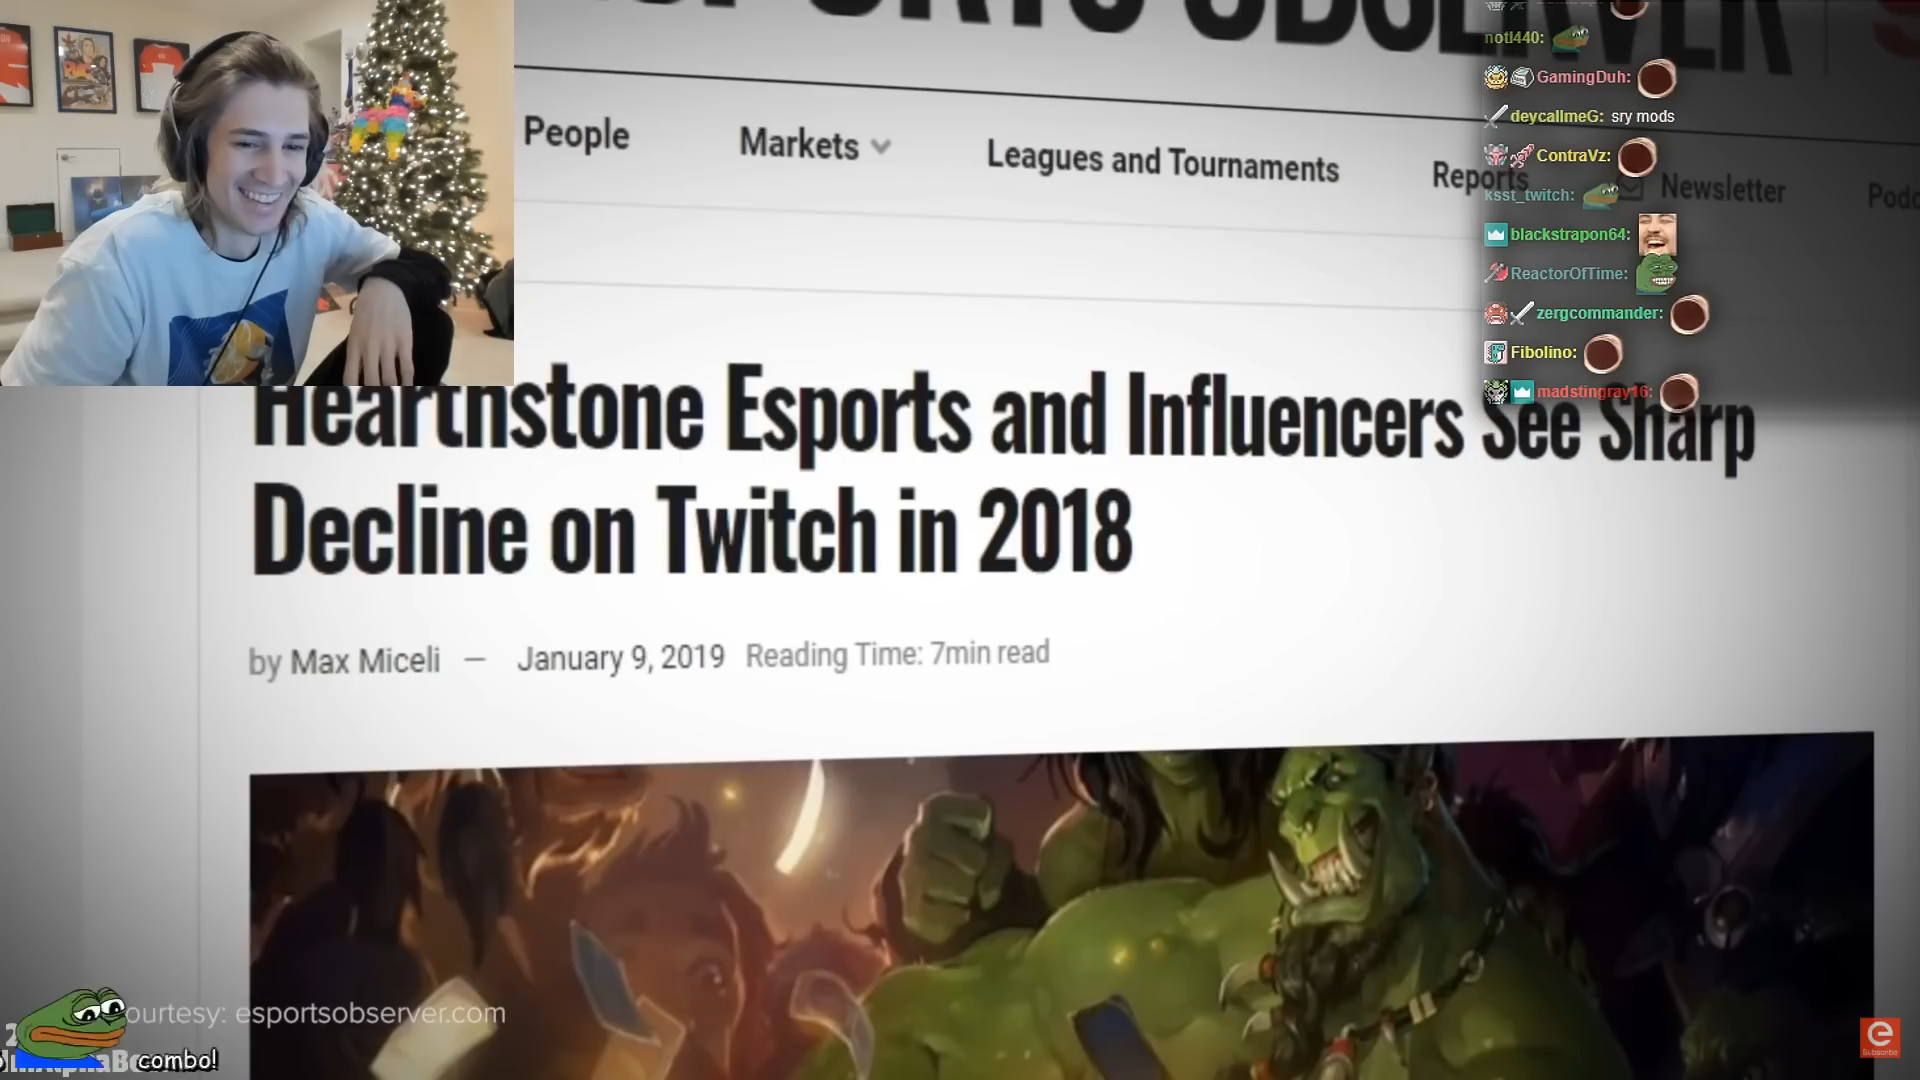 People
Markets
Leagues and Tournaments
Reports
Newsletter
notl440:
GamingDuh:
deycallmeG: sry mods
ContraVz:
ksst_twitch:
blackstrapon64:
ReactorOfTime:
zergcommander:
Fibolino:
madstingray16:
Hearthstone Esports and Influencers See Sharp
Decline on Twitch in 2018
by Max Miceli — January 9, 2019 Reading Time: 7min read
ourtesy: esportsobserver.com
combo!
e
Subscribe